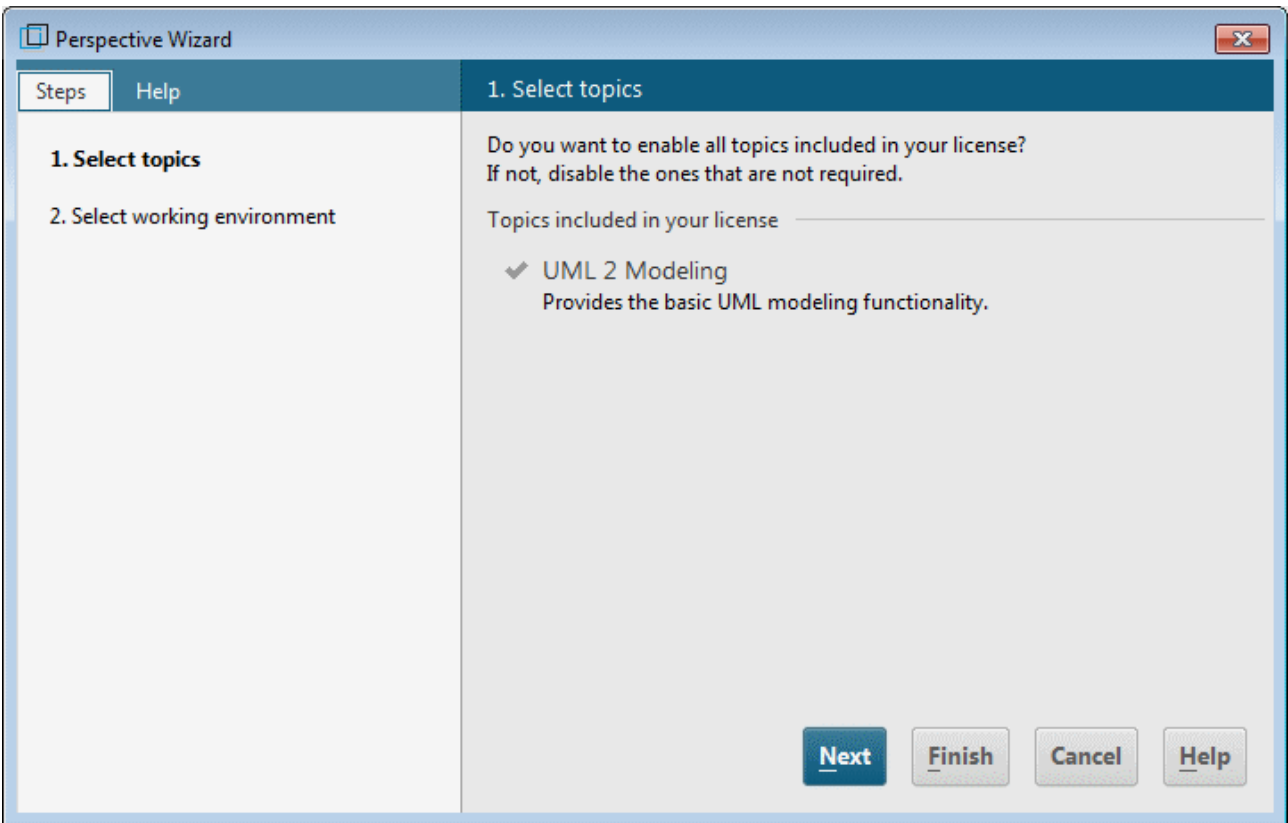 Perspective Wizard
Steps
Help
1. Select topics
2. Select working environment
1. Select topics
Do you want to enable all topics included in your license?
If not, disable the ones that are not required.
Topics included in your license
UML 2 Modeling
Provides the basic UML modeling functionality.
Next
Finish
Cancel
Help